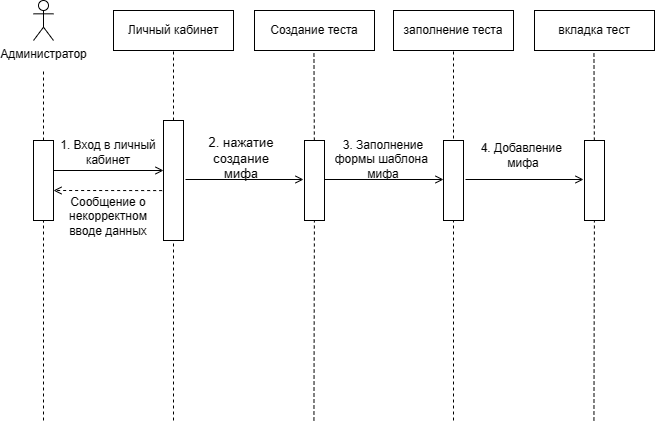 Администратор
Личный кабинет
Создание теста
заполнение теста
вкладка тест
1. Вход в личный
кабинет
2. нажатие
создание
мифа
3. Заполнение
формы шаблона
мифа
4. Добавление
мифа
Сообщение о
некорректном
вводе данных